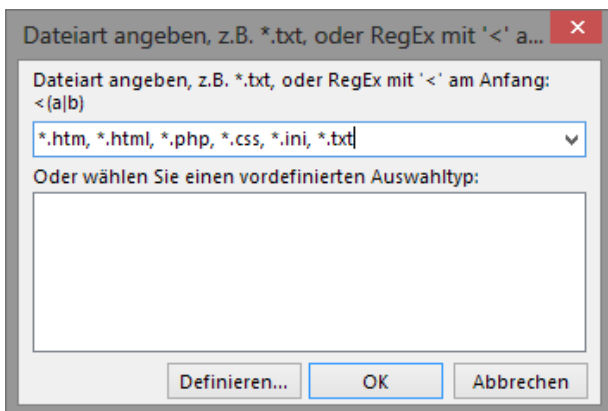 Dateiart angeben, z.B. *.txt, oder RegEx mit '<' a...
Dateiart angeben, z.B. *.txt, oder RegEx mit '<' am Anfang:
<(a|b)
*.htm, *.html, *.php, *.css, *.ini, *.txt
Oder wählen Sie einen vordefinierten Auswahltyp:
Definieren... OK Abbrechen